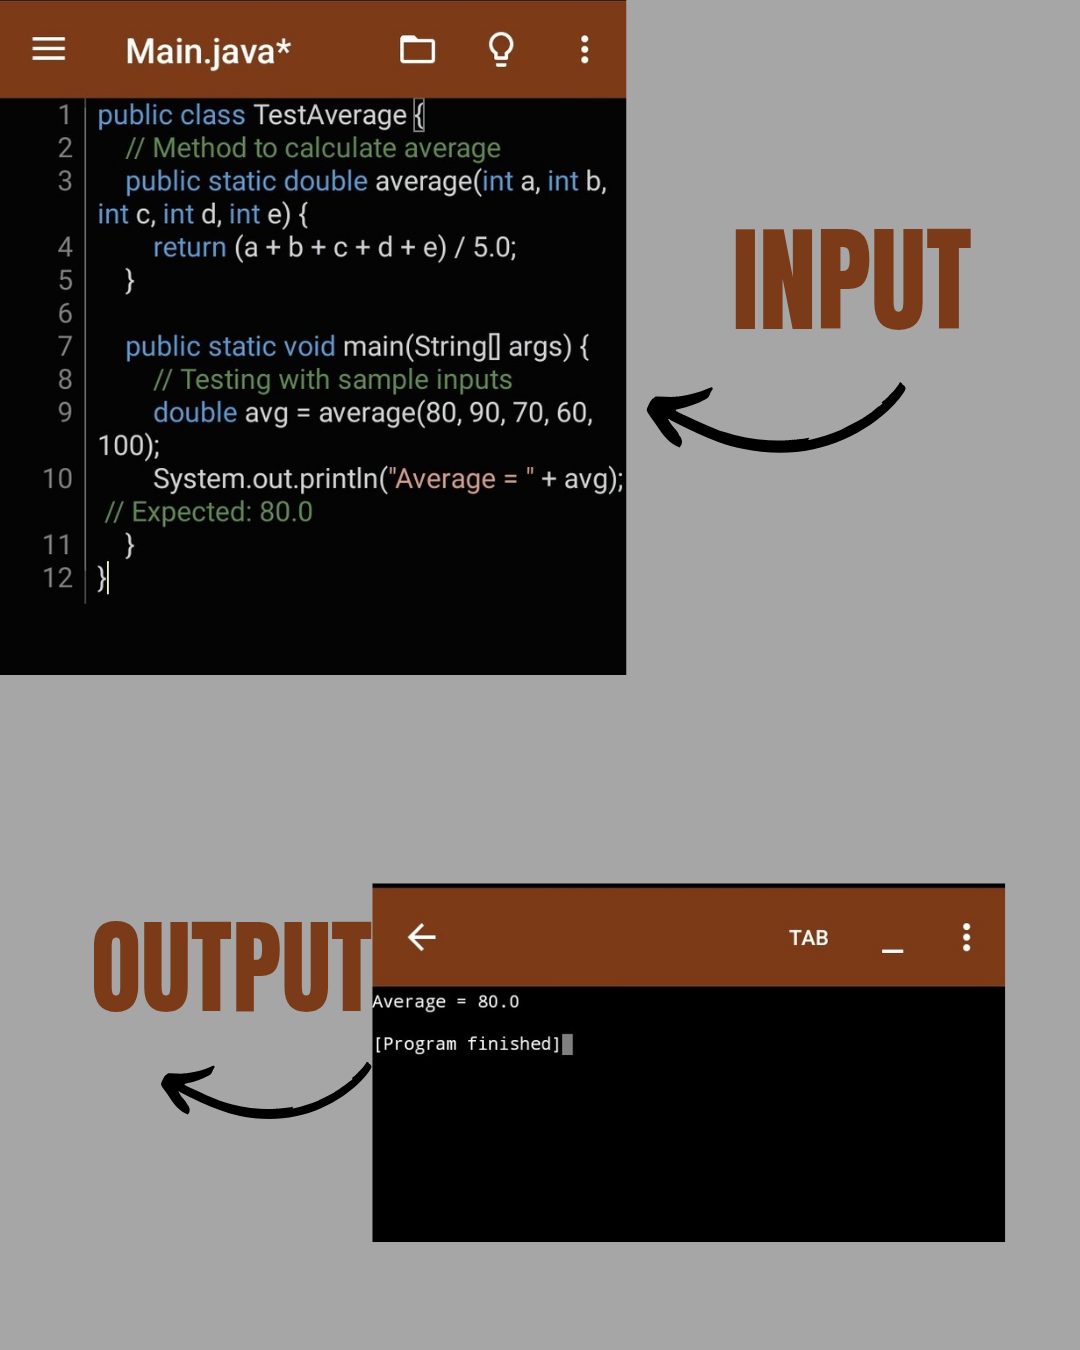 Main.java*
1 public class TestAverage {
2 // Method to calculate average
3 public static double average(int a, int b,
int c, int d, int e) {
4 return (a + b + c + d + e) / 5.0;
5 }
6
7 public static void main(String[] args) {
8 // Testing with sample inputs
9 double avg = average(80, 90, 70, 60,
100);
10 System.out.println("Average = " + avg);
// Expected: 80.0
11 }
12 }
INPUT
OUTPUT
TAB
Average = 80.0
[Program finished]